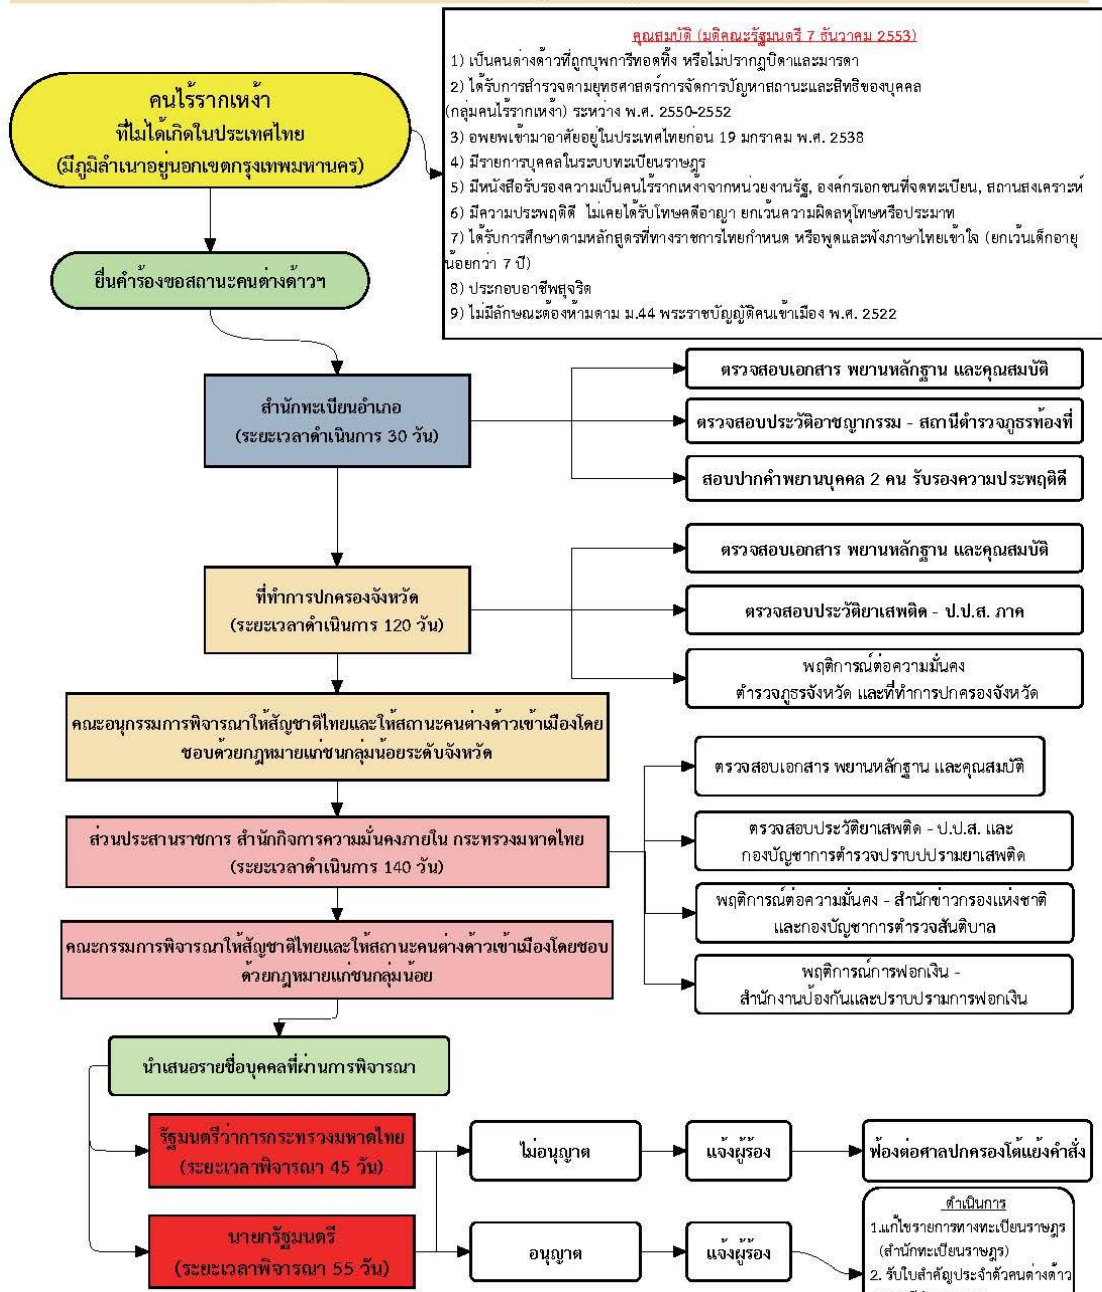 คุณสมบัติ (มติคณะรัฐมนตรี 7 ธันวาคม 2553)
1) เป็นคนต่างด้าวที่ถูกบุพการีทอดทิ้ง หรือไม่ปรากฏบิดาและมารดา
2) ได้รับการสำรวจตามยุทธศาสตร์การจัดการปัญหาสถานะและสิทธิของบุคคล
(กลุ่มคนไร้รากเหง้า) ระหว่าง พ.ศ. 2550-2552
3) อพยพเข้ามาอาศัยอยู่ในประเทศไทยก่อน 19 มกราคม พ.ศ. 2538
4) มีรายการบุคคลในระบบทะเบียนราษฎร
5) มีหนังสือรับรองความเป็นคนไร้รากเหง้าจากหน่วยงานรัฐ, องค์กรเอกชนที่จดทะเบียน, สถานสงเคราะห์
6) มีความประพฤติดี ไม่เคยได้รับโทษคดีอาญา ยกเว้นความผิดลหุโทษหรือประมาท
7) ได้รับการศึกษาตามหลักสูตรที่ทางราชการไทยกำหนด หรือพูดและฟังภาษาไทยเข้าใจ (ยกเว้นเด็กอายุ
น้อยกว่า 7 ปี)
8) ประกอบอาชีพสุจริต
9) ไม่มีลักษณะต้องห้ามตาม ม.44 พระราชบัญญัติคนเข้าเมือง พ.ศ. 2522
คนไร้รากเหง้า
ที่ไม่ได้เกิดในประเทศไทย
(มีภูมิลำเนาอยู่นอกเขตกรุงเทพมหานคร)
ยื่นคำร้องขอสถานะคนต่างด้าวฯ
สำนักทะเบียนอำเภอ
(ระยะเวลาดำเนินการ 30 วัน)
ตรวจสอบเอกสาร พยานหลักฐาน และคุณสมบัติ
ตรวจสอบประวัติอาชญากรรม - สถานีตำรวจภูธรท้องที่
สอบปากคำพยานบุคคล 2 คน รับรองความประพฤติดี
ที่ทำการปกครองจังหวัด
(ระยะเวลาดำเนินการ 120 วัน)
ตรวจสอบเอกสาร พยานหลักฐาน และคุณสมบัติ
ตรวจสอบประวัติยาเสพติด - ป.ป.ส. ภาค
พฤติการณ์ต่อความมั่นคง
ตำรวจภูธรจังหวัด และที่ทำการปกครองจังหวัด
คณะอนุกรรมการพิจารณาให้สัญชาติไทยและให้สถานะคนต่างด้าวเข้าเมืองโดย
ชอบด้วยกฎหมายแก่ชนกลุ่มน้อยระดับจังหวัด
ส่วนประสานราชการ สำนักกิจการความมั่นคงภายใน กระทรวงมหาดไทย
(ระยะเวลาดำเนินการ 140 วัน)
ตรวจสอบเอกสาร พยานหลักฐาน และคุณสมบัติ
ตรวจสอบประวัติยาเสพติด - ป.ป.ส. และ
กองบัญชาการตำรวจปราบปปรามยาเสพติด
พฤติการณ์ต่อความมั่นคง - สำนักข่าวกรองแห่งชาติ
และกองบัญชาการตำรวจสันติบาล
พฤติการณ์การฟอกเงิน -
สำนักงานป้องกันและปราบปรามการฟอกเงิน
คณะกรรมการพิจารณาให้สัญชาติไทยและให้สถานะคนต่างด้าวเข้าเมืองโดยชอบ
ด้วยกฎหมายแก่ชนกลุ่มน้อย
นำเสนอรายชื่อบุคคลที่ผ่านการพิจารณา
รัฐมนตรีว่าการกระทรวงมหาดไทย
(ระยะเวลาพิจารณา 45 วัน)
ไม่อนุญาต
แจ้งผู้ร้อง
ฟ้องต่อศาลปกครองโต้แย้งคำสั่ง
นายกรัฐมนตรี
(ระยะเวลาพิจารณา 55 วัน)
อนุญาต
แจ้งผู้ร้อง
ดำเนินการ
1.แก้ไขรายการทางทะเบียนราษฎร
(สำนักทะเบียนราษฎร)
2. รับใบสำคัญประจำตัวคนต่างด้าว